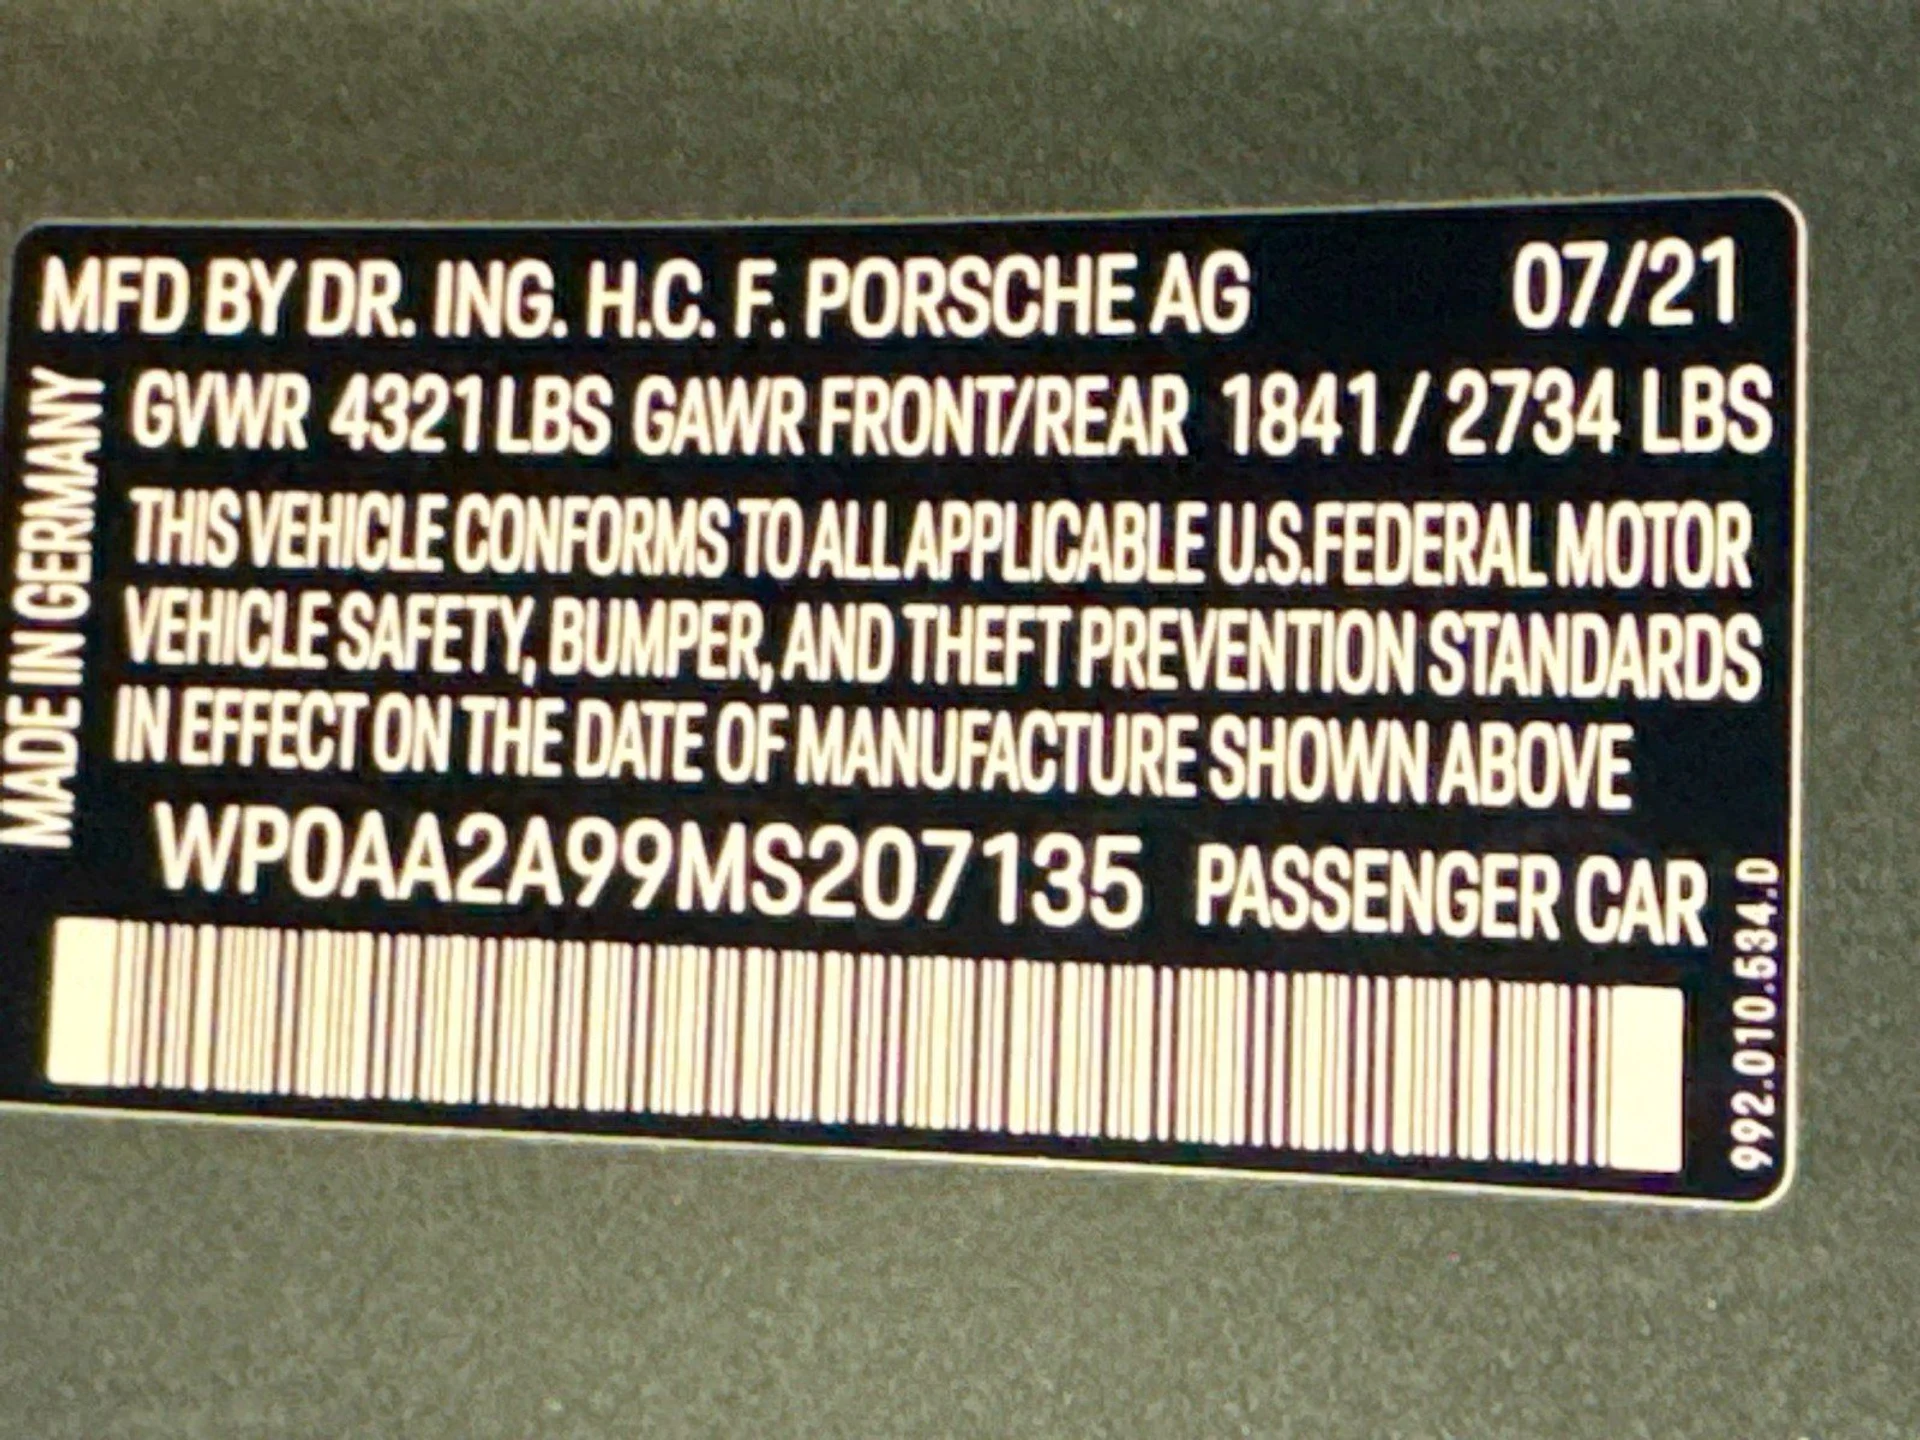 MFD BY DR. ING. H.C. F. PORSCHE AG 07/21
GVWR 4321 LBS GAWR FRONT/REAR 1841 / 2734 LBS
THIS VEHICLE CONFORMS TO ALL APPLICABLE U.S.FEDERAL MOTOR
VEHICLE SAFETY, BUMPER, AND THEFT PREVENTION STANDARDS
IN EFFECT ON THE DATE OF MANUFACTURE SHOWN ABOVE
WP0AA2A99MS207135 PASSENGER CAR
MADE IN GERMANY
992.010.534.D